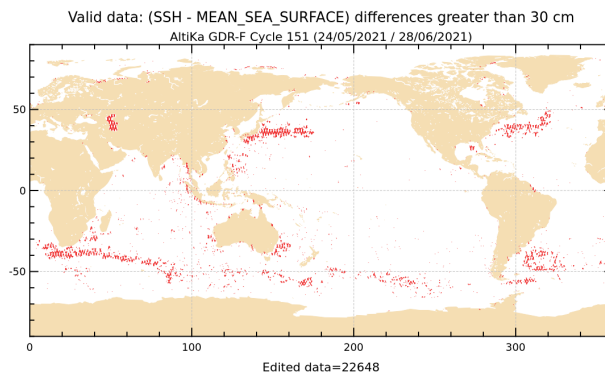 Valid data: (SSH - MEAN_SEA_SURFACE) differences greater than 30 cm
AltiKa GDR-F Cycle 151 (24/05/2021 / 28/06/2021)
50
0
-50
0 100 200 300
Edited data=22648